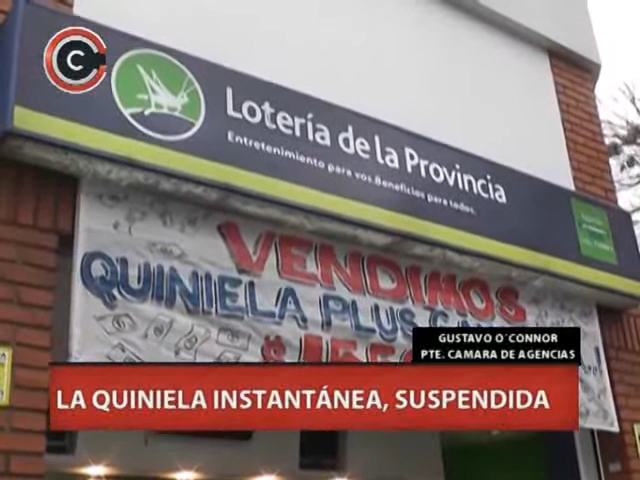 C
Lotería de la Provincia
Entretenimiento para vos. Beneficios para todos.
VENDIMOS
QUINIELA PLUS
GUSTAVO O´CONNOR
PTE. CAMARA DE AGENCIAS
LA QUINIELA INSTANTÁNEA, SUSPENDIDA